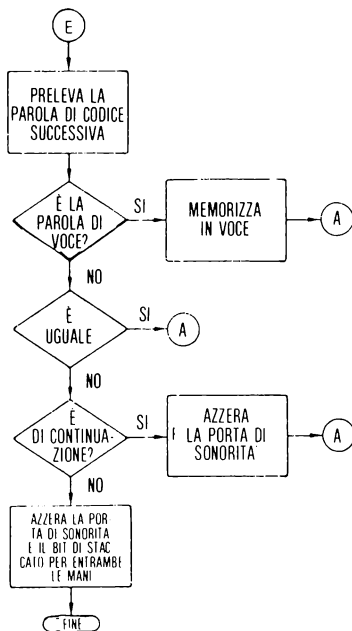 E
PRELEVA LA
PAROLA DI CODICE
SUCCESSIVA
È LA
PAROLA DI
VOCE?
SI
MEMORIZZA
IN VOCE
A
NO
È
UGUALE
SI
A
NO
È
DI CONTINUA-
ZIONE?
SI
AZZERA
LA PORTA DI
SONORITA'
A
NO
AZZERA LA POR
TA DI SONORITA
E IL BIT DI STAC
CATO PER ENTRAMBE
LE MANI
FINE